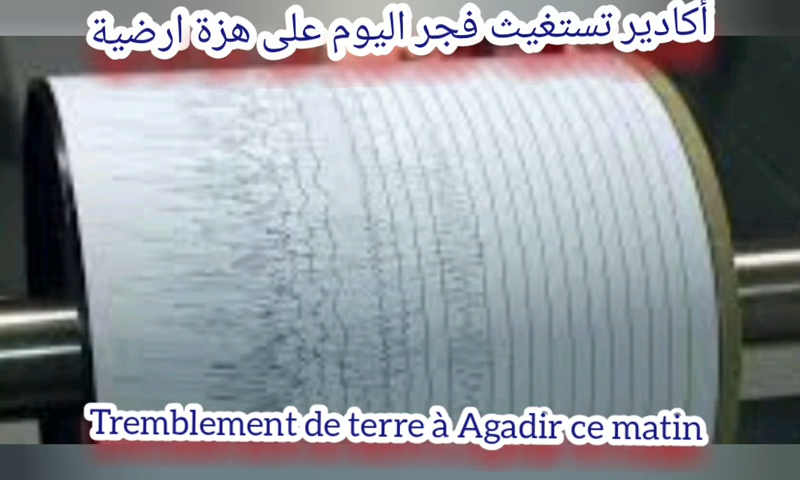 أكادير تستغيث فجر اليوم على هزة ارضية
Tremblement de terre à Agadir ce matin